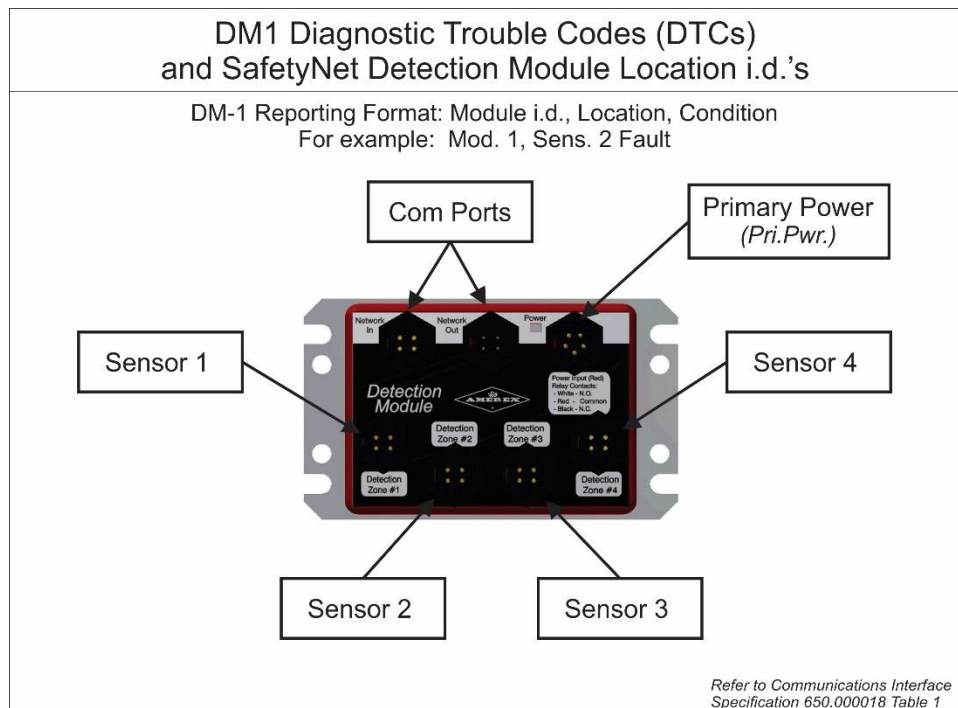 DM1 Diagnostic Trouble Codes (DTCs)
and SafetyNet Detection Module Location i.d.'s
DM-1 Reporting Format: Module i.d., Location, Condition
For example: Mod. 1, Sens. 2 Fault
Com Ports
Primary Power
(Pri.Pwr.)
Network
In
Network
Out
Power
Sensor 1
Sensor 4
Detection
Module
AMEREX
Power Input (Red)
Relay Contacts:
- White - N.O.
- Red - Common
- Black - N.C.
Detection
Zone #2
Detection
Zone #3
Detection
Zone #1
Detection
Zone #4
Sensor 2
Sensor 3
Refer to Communications Interface
Specification 650.000018 Table 1